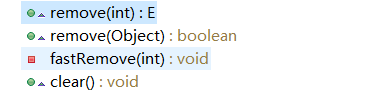 remove(int) : E
remove(Object) : boolean
fastRemove(int) : void
clear() : void